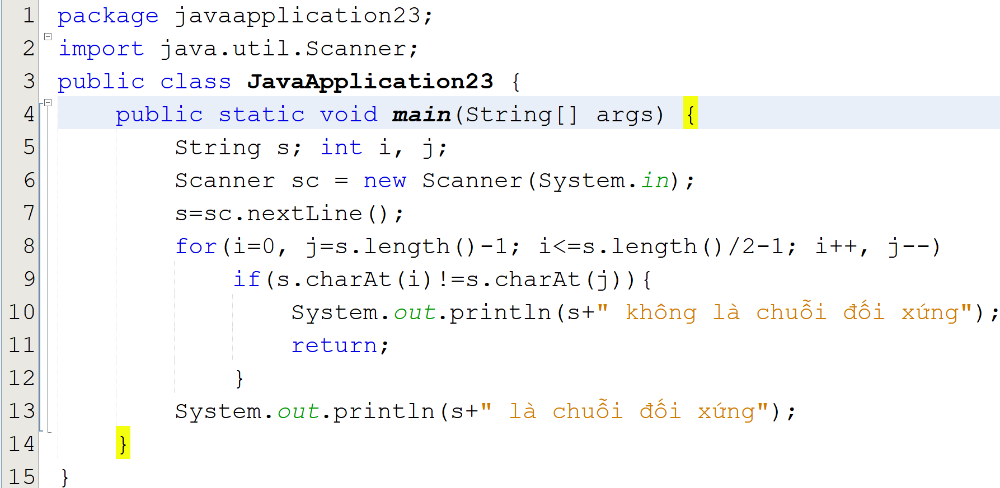 1 package javaapplication23;
2 import java.util.Scanner;
3 public class JavaApplication23 {
4     public static void main(String[] args) {
5         String s; int i, j;
6         Scanner sc = new Scanner(System.in);
7         s=sc.nextLine();
8         for(i=0, j=s.length()-1; i<=s.length()/2-1; i++, j--)
9             if(s.charAt(i)!=s.charAt(j)){
10                 System.out.println(s+" không là chuỗi đối xứng");
11                 return;
12             }
13         System.out.println(s+" là chuỗi đối xứng");
14     }
15 }